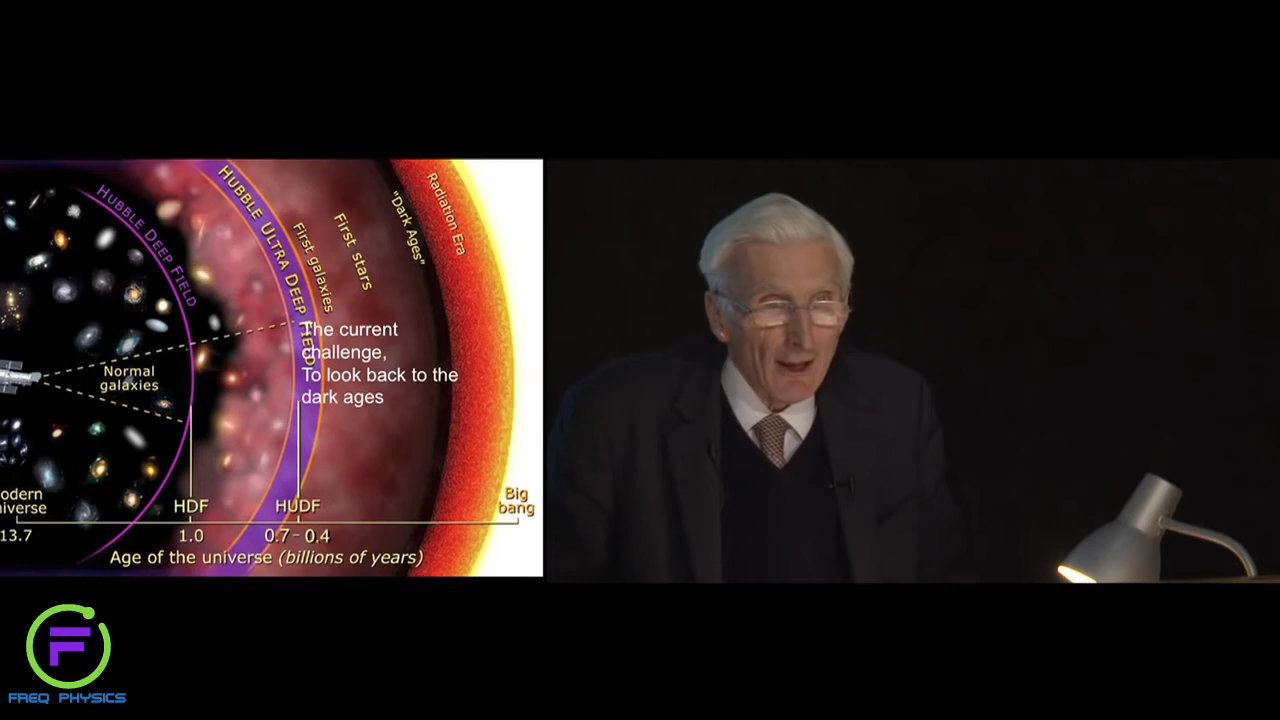 HUBBLE DEEP FIELD
HUBBLE ULTRA DEEP FIELD
First galaxies
First stars
"Dark Ages"
Radiation Era
The current
challenge,
To look back to the
dark ages
Normal
galaxies
odern
iverse
HDF
HUDF
Big
bang
13.7
1.0
0.7 - 0.4
Age of the universe (billions of years)
F
FREQ PHYSICS